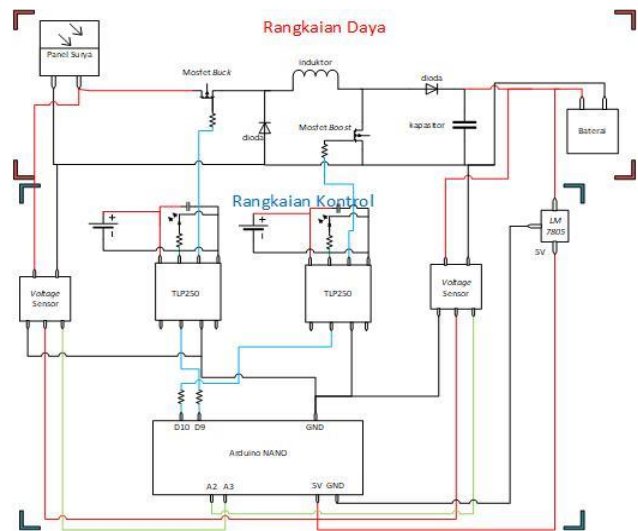 Rangkaian Daya
Panel Surya
Mosfet Buck
induktor
dioda
dioda
Mosfet Boost
kapasitor
Baterai
Rangkaian Kontrol
+
-
+
-
LM
7805
5V
Voltage
Sensor
TLP250
TLP250
Voltage
Sensor
D10 D9
GND
Arduino NANO
A2 A3
5V GND